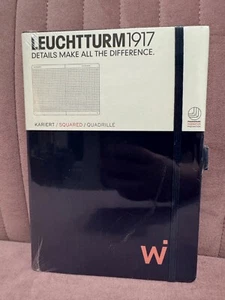 LEUCHTTURM1917
DETAILS MAKE ALL THE DIFFERENCE.
KARIERT / SQUARED / QUADRILLE
wi